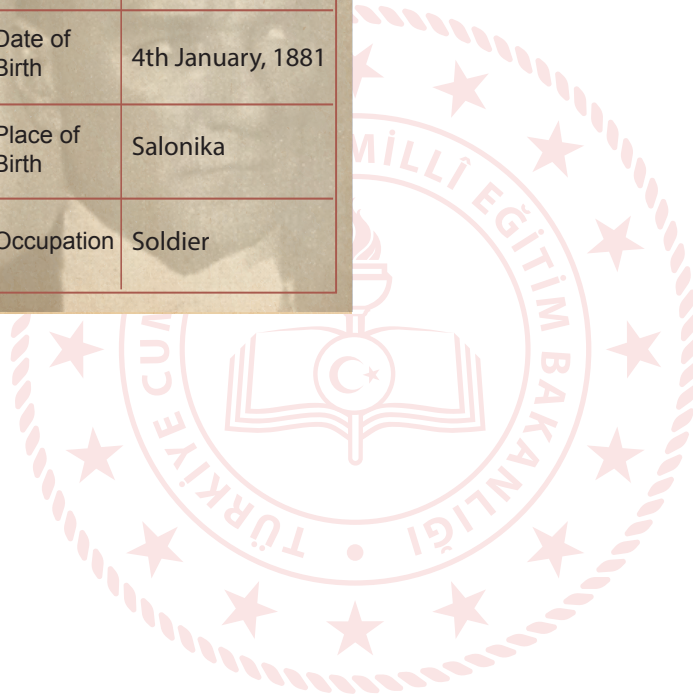 Date of
Birth
4th January, 1881
Place of
Birth
Salonika
Occupation
Soldier
MİLLÎ EĞİTİM BAKANLIĞI
TÜRKİYE CUM